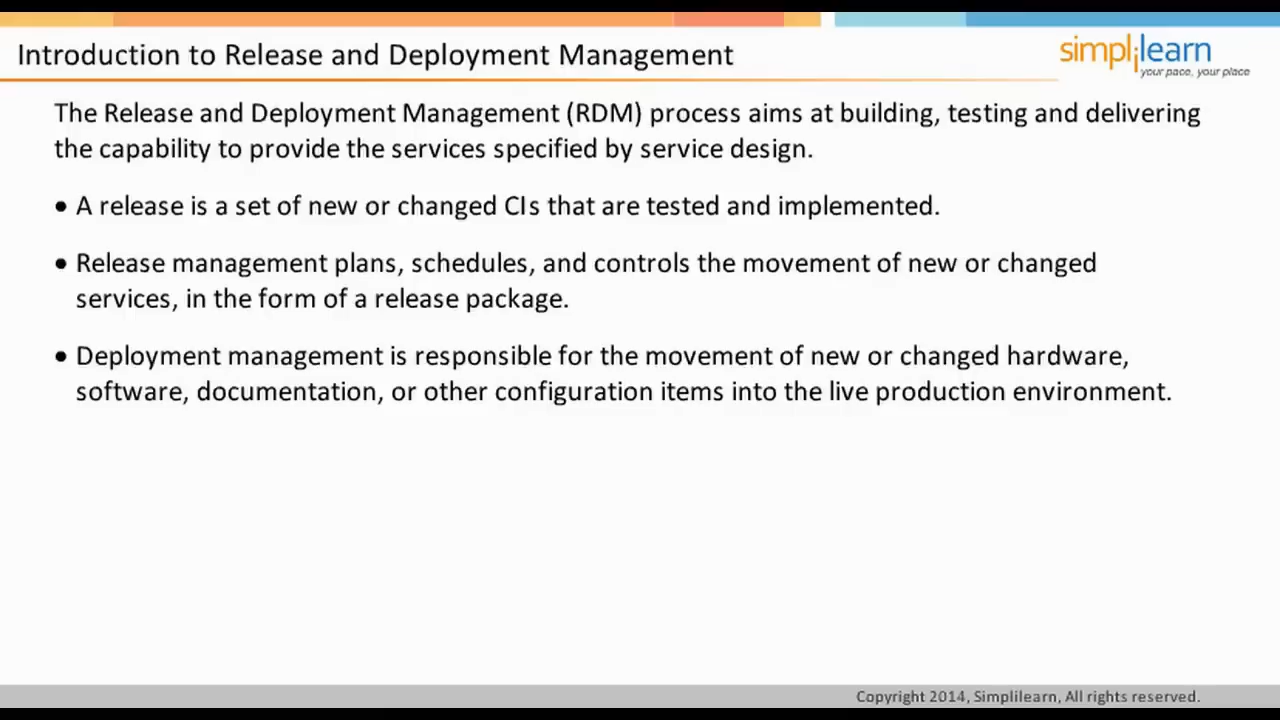 Introduction to Release and Deployment Management
simplilearn
your pace, your place
The Release and Deployment Management (RDM) process aims at building, testing and delivering
the capability to provide the services specified by service design.
• A release is a set of new or changed CIs that are tested and implemented.
• Release management plans, schedules, and controls the movement of new or changed
services, in the form of a release package.
• Deployment management is responsible for the movement of new or changed hardware,
software, documentation, or other configuration items into the live production environment.
Copyright 2014, Simplilearn, All rights reserved.